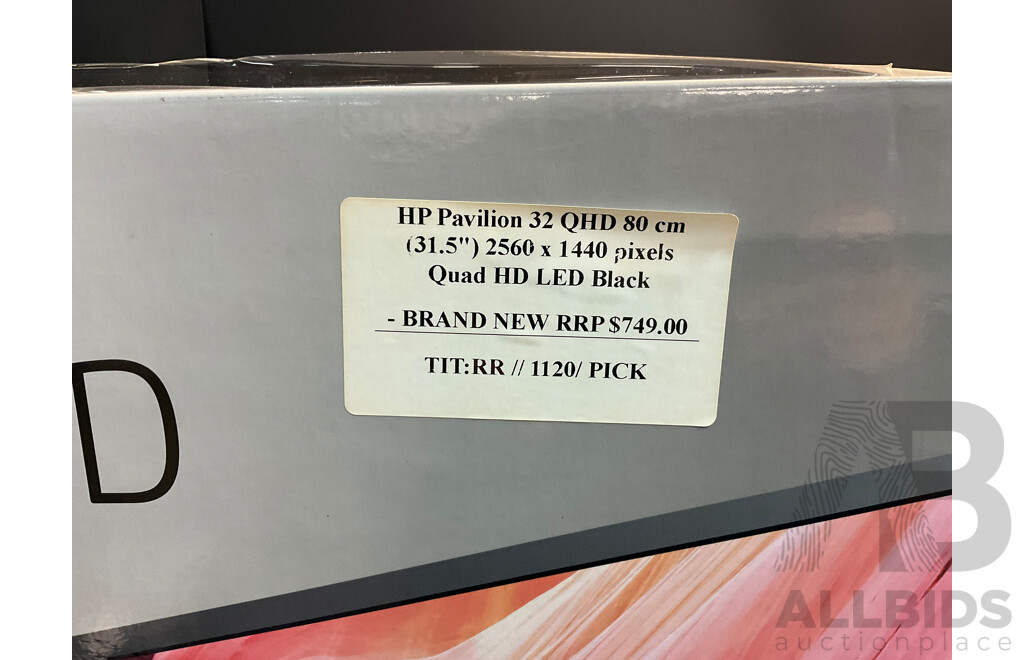 HP Pavilion 32 QHD 80 cm
(31.5") 2560 x 1440 pixels
Quad HD LED Black
- BRAND NEW RRP $749.00
TIT:RR // 1120/ PICK
D
AB
ALLBIDS
auctionplace